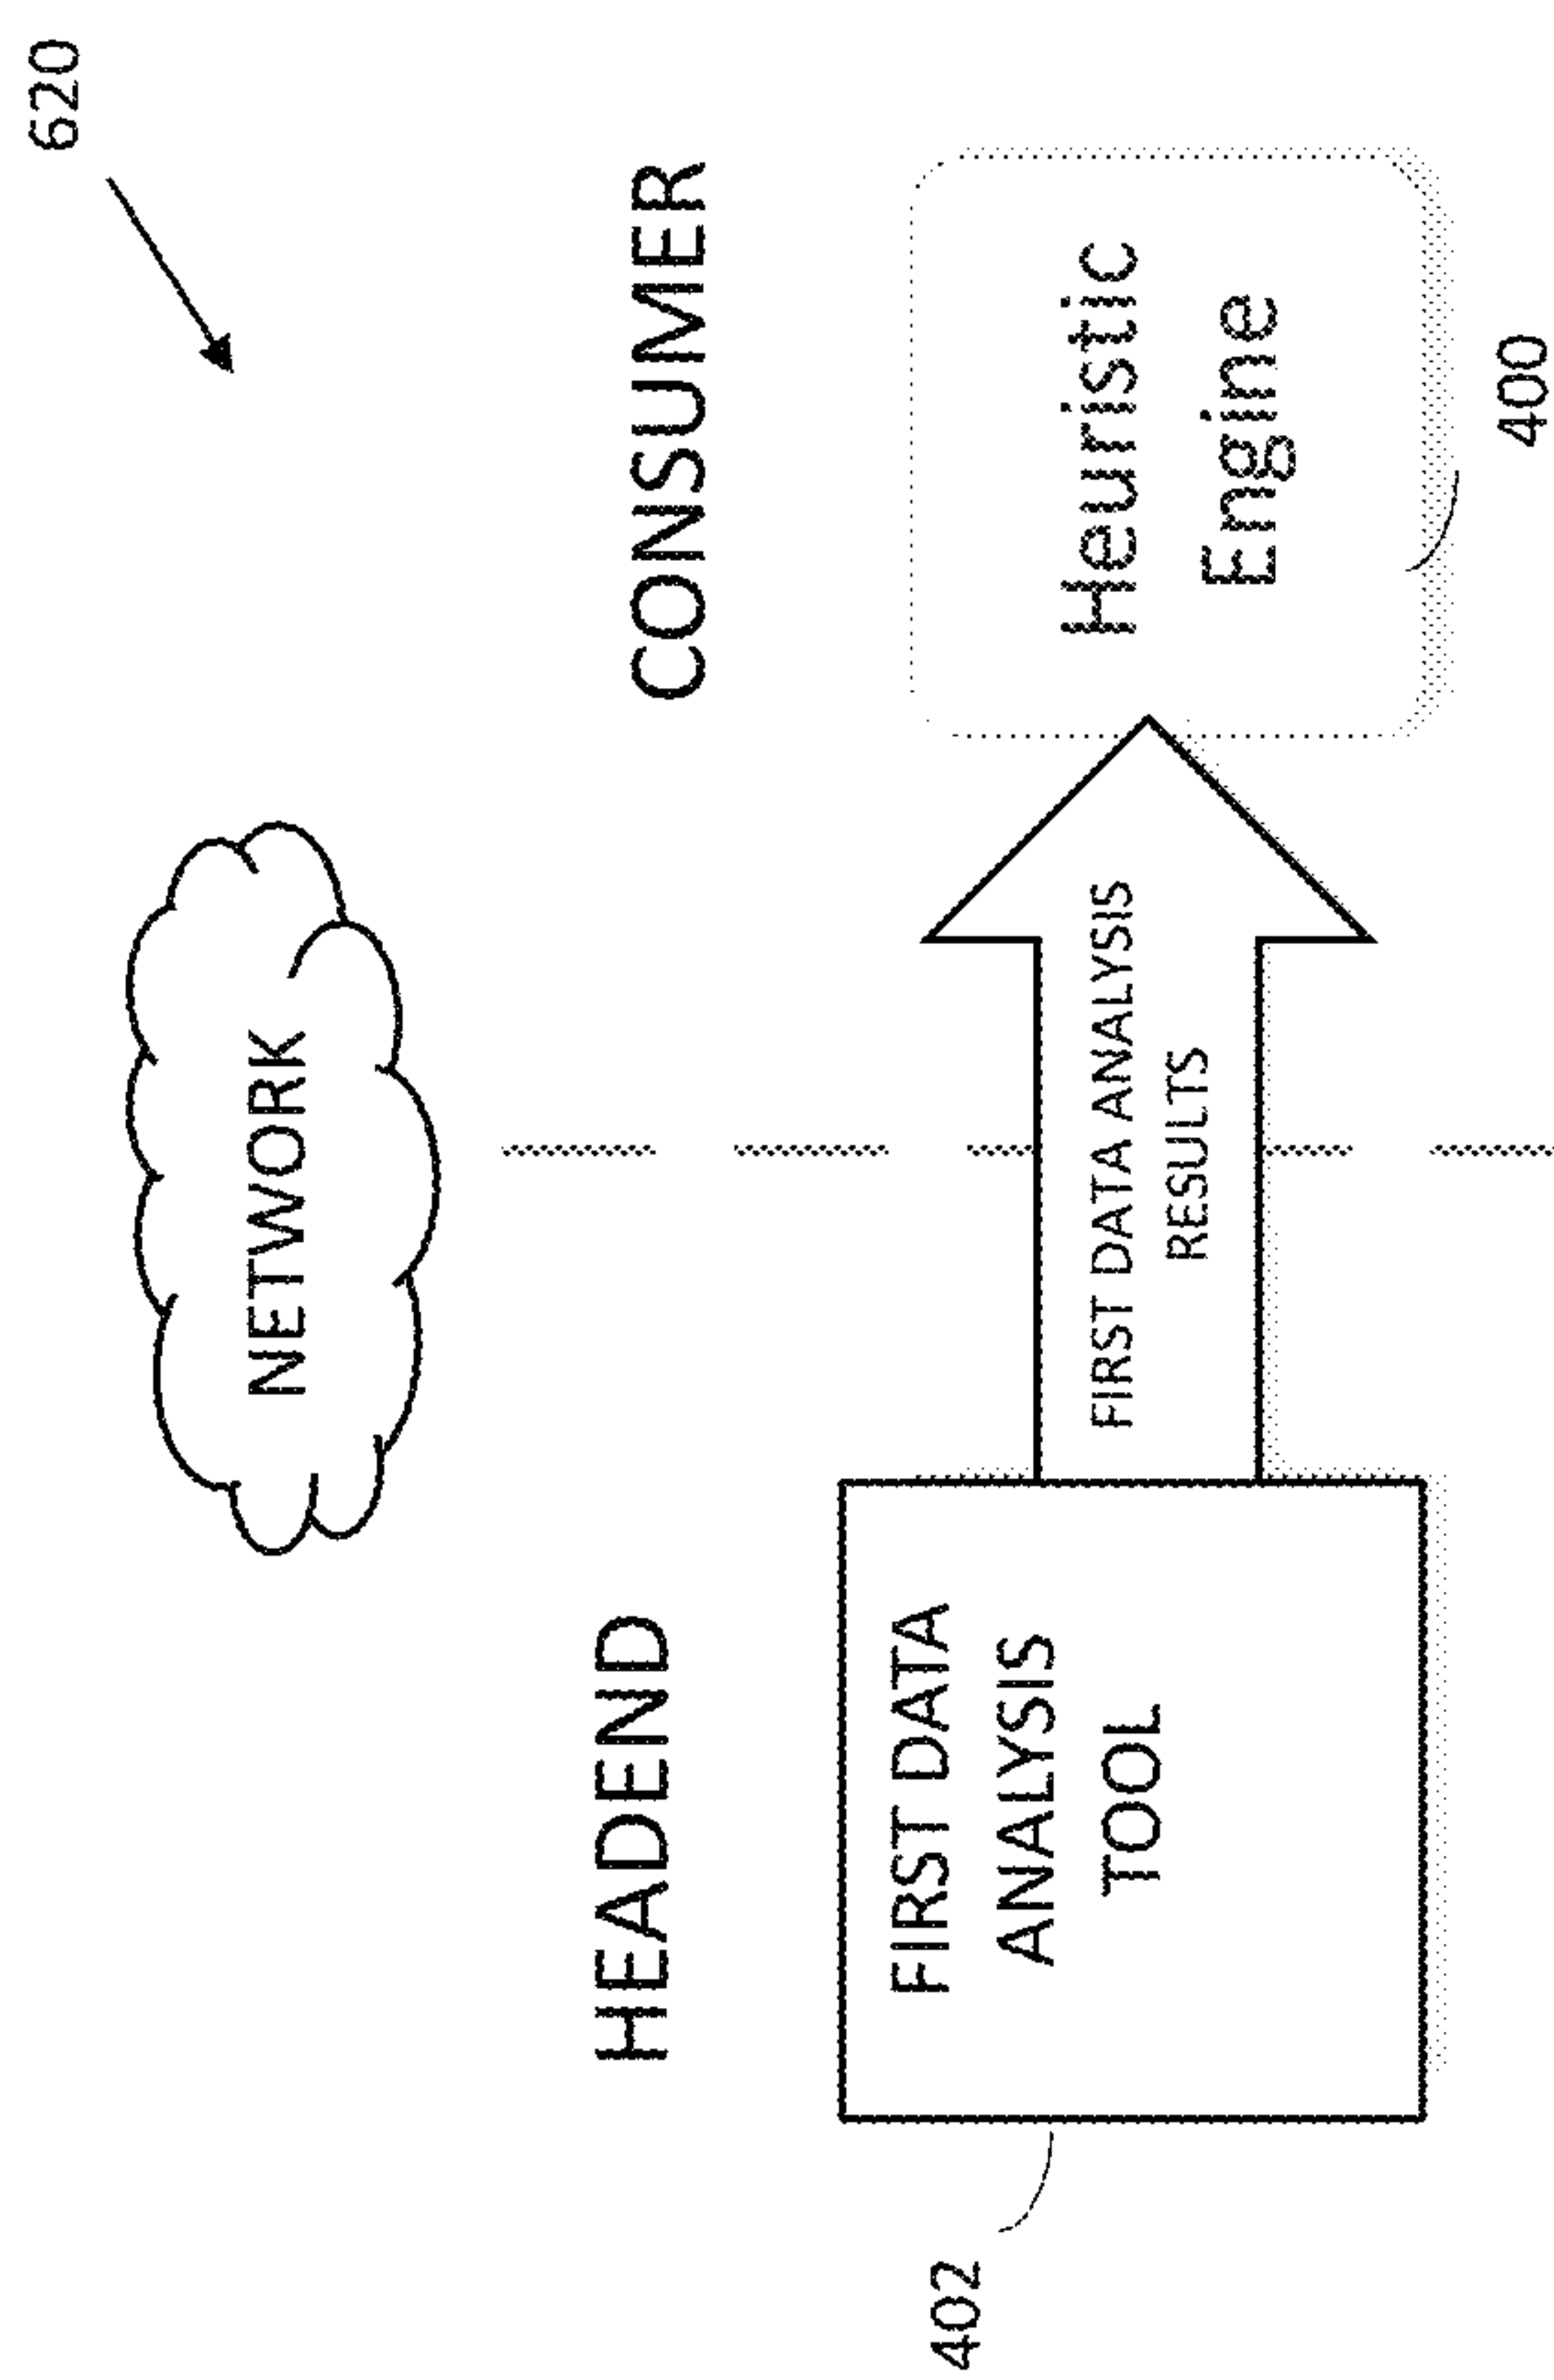 620
NETWORK
HEADEND
CONSUMER
FIRST DATA
ANALYSIS
TOOL
FIRST DATA ANALYSIS
RESULTS
Heuristic
Engine
402
400